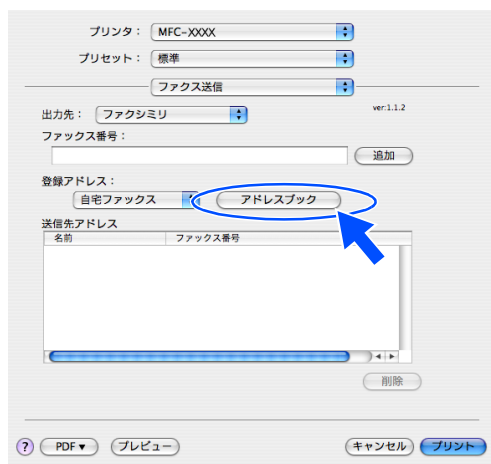 プリンタ： MFC-XXXX
プリセット： 標準
ファクス送信
出力先： ファクシミリ ver:1.1.2
ファックス番号：
追加
登録アドレス：
自宅ファックス アドレスブック
送信先アドレス
名前 ファックス番号
削除
? PDF▼ プレビュー キャンセル プリント